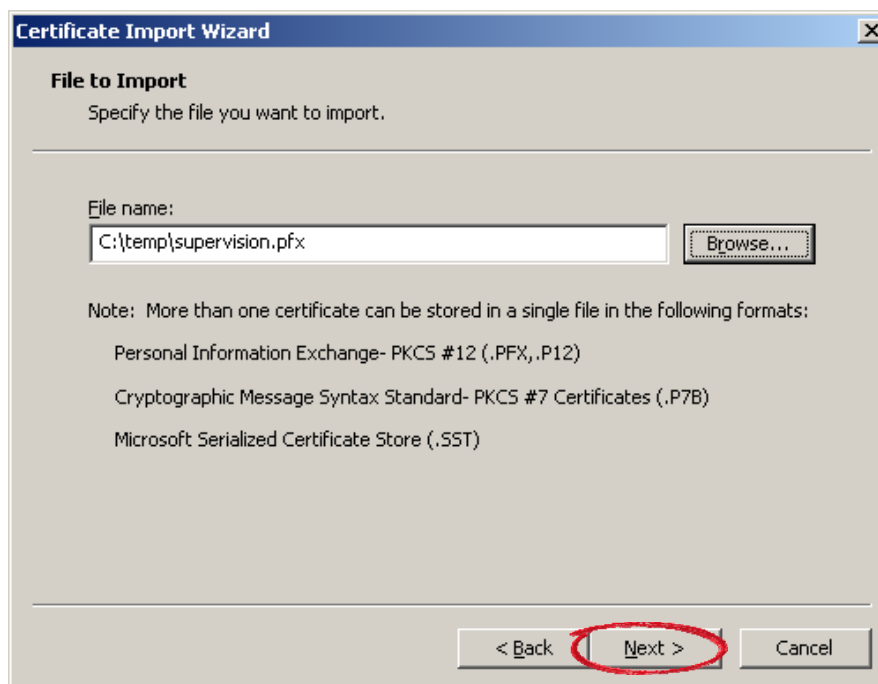 Certificate Import Wizard
File to Import
Specify the file you want to import.
File name:
C:\temp\supervision.pfx
Browse...
Note: More than one certificate can be stored in a single file in the following formats:
Personal Information Exchange- PKCS #12 (.PFX,.P12)
Cryptographic Message Syntax Standard- PKCS #7 Certificates (.P7B)
Microsoft Serialized Certificate Store (.SST)
< Back
Next >
Cancel